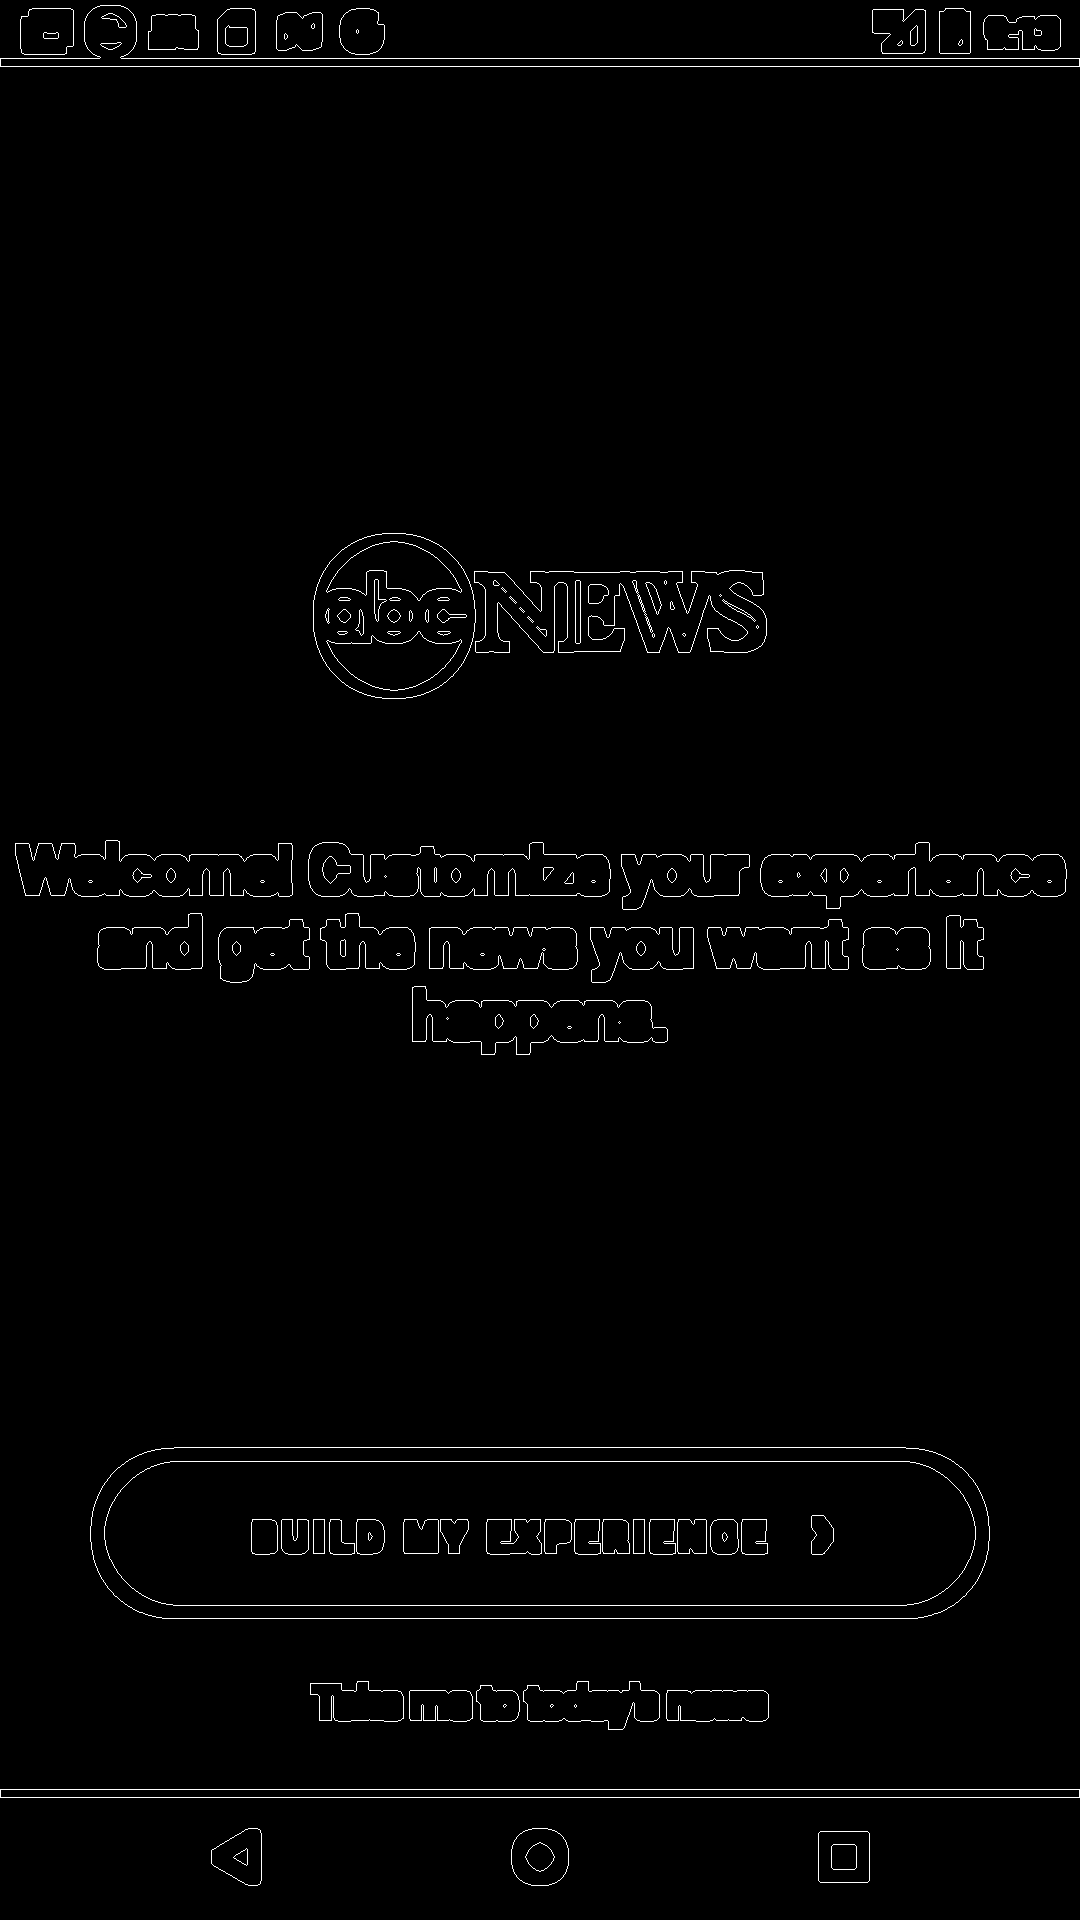 abc NEWS
Welcome! Customize your experience
and get the news you want as it
happens.
BUILD MY EXPERIENCE
Take me to today's news